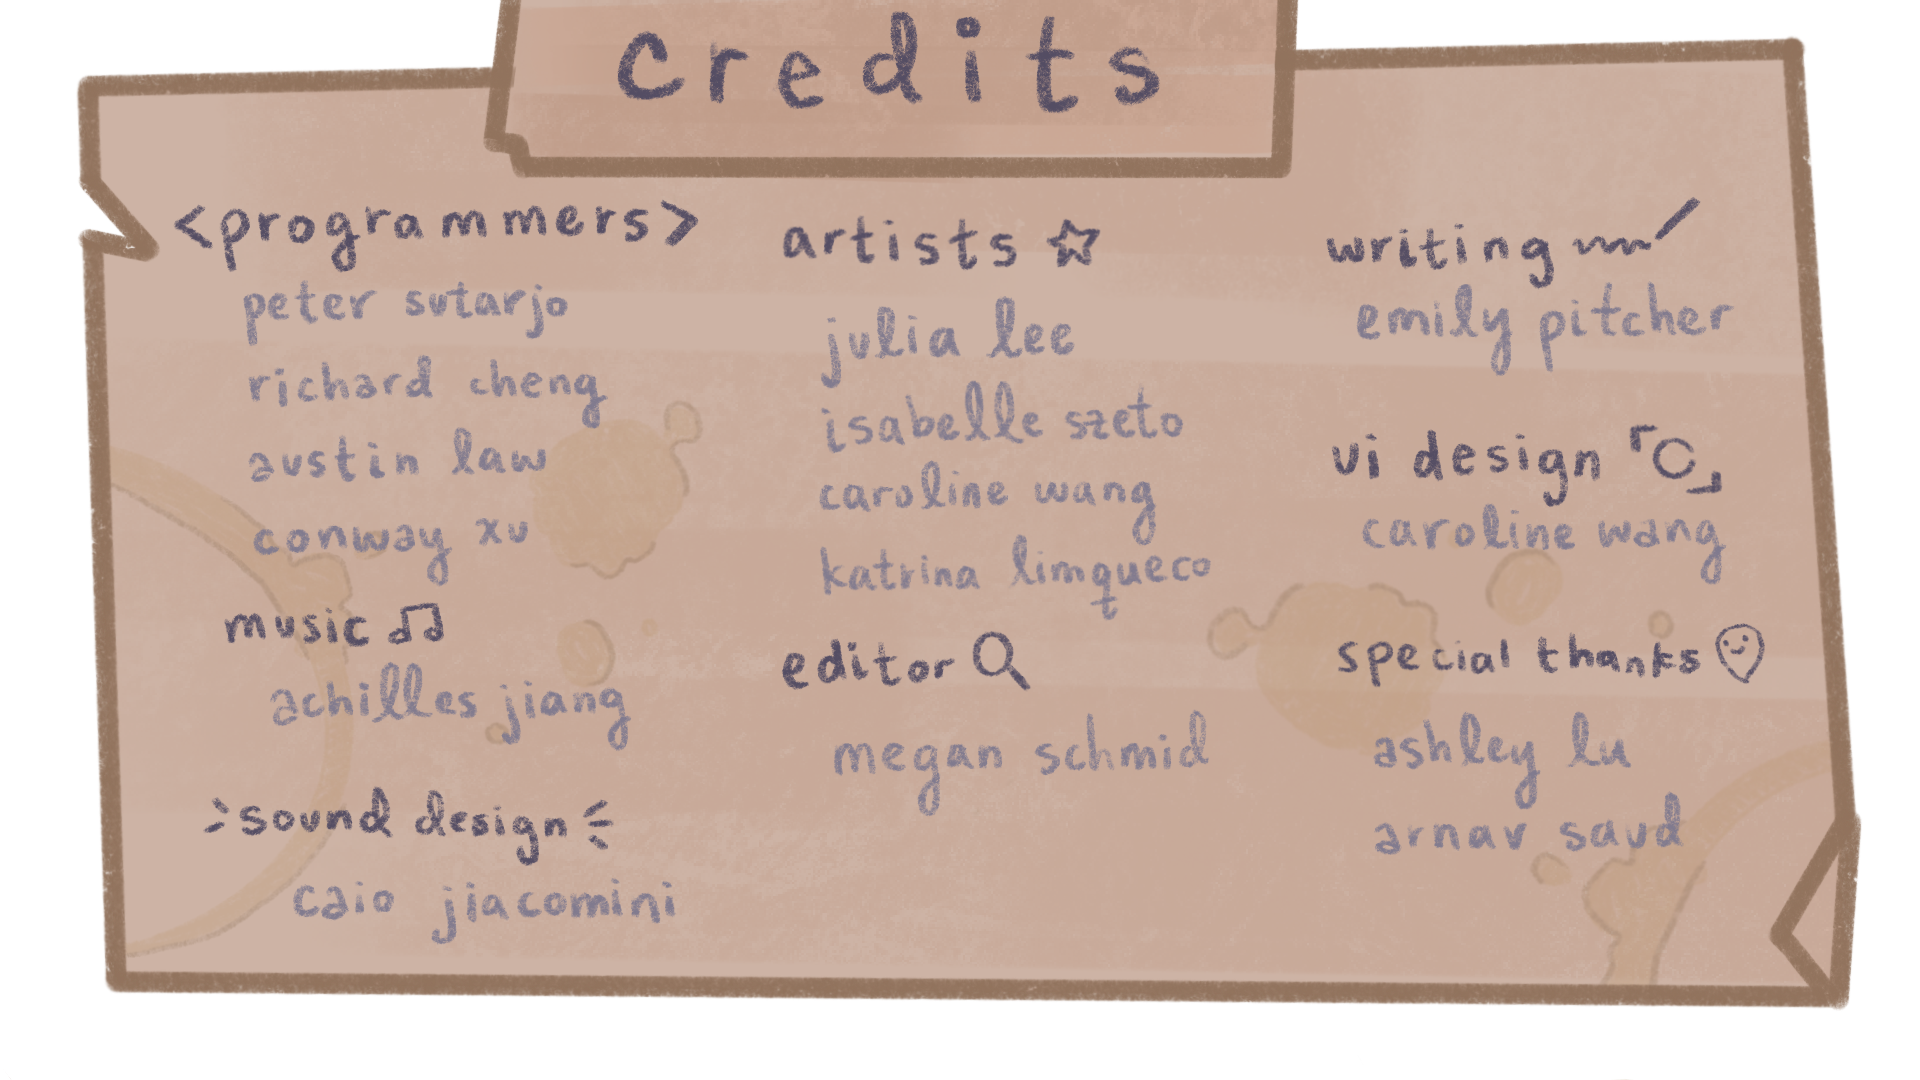 Credits
<programmers>
peter sutarjo
richard cheng
austin law
conway xu
music
achilles jiang
sound design
caio jiacomini
artists
julia lee
isabelle szeto
caroline wang
katrina limqueco
editor
megan schmid
writing
emily pitcher
ui design
caroline wang
special thanks
ashley lu
arnav saud